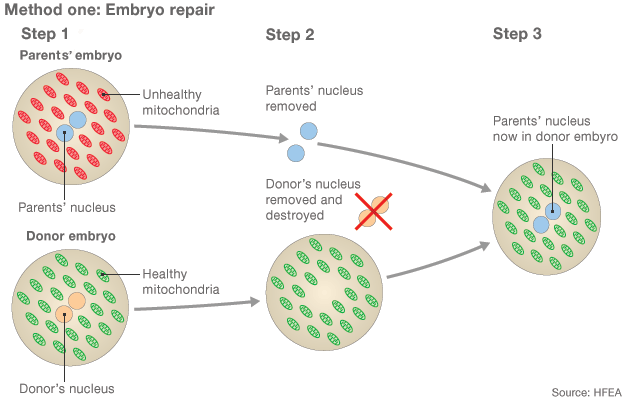 Method one: Embryo repair
Step 1
Step 2
Step 3
Parents' embryo
Unhealthy
mitochondria
Parents' nucleus
Parents' nucleus
removed
Donor's nucleus
removed and
destroyed
Parents' nucleus
now in donor embyro
Donor embryo
Healthy
mitochondria
Donor's nucleus
Source: HFEA